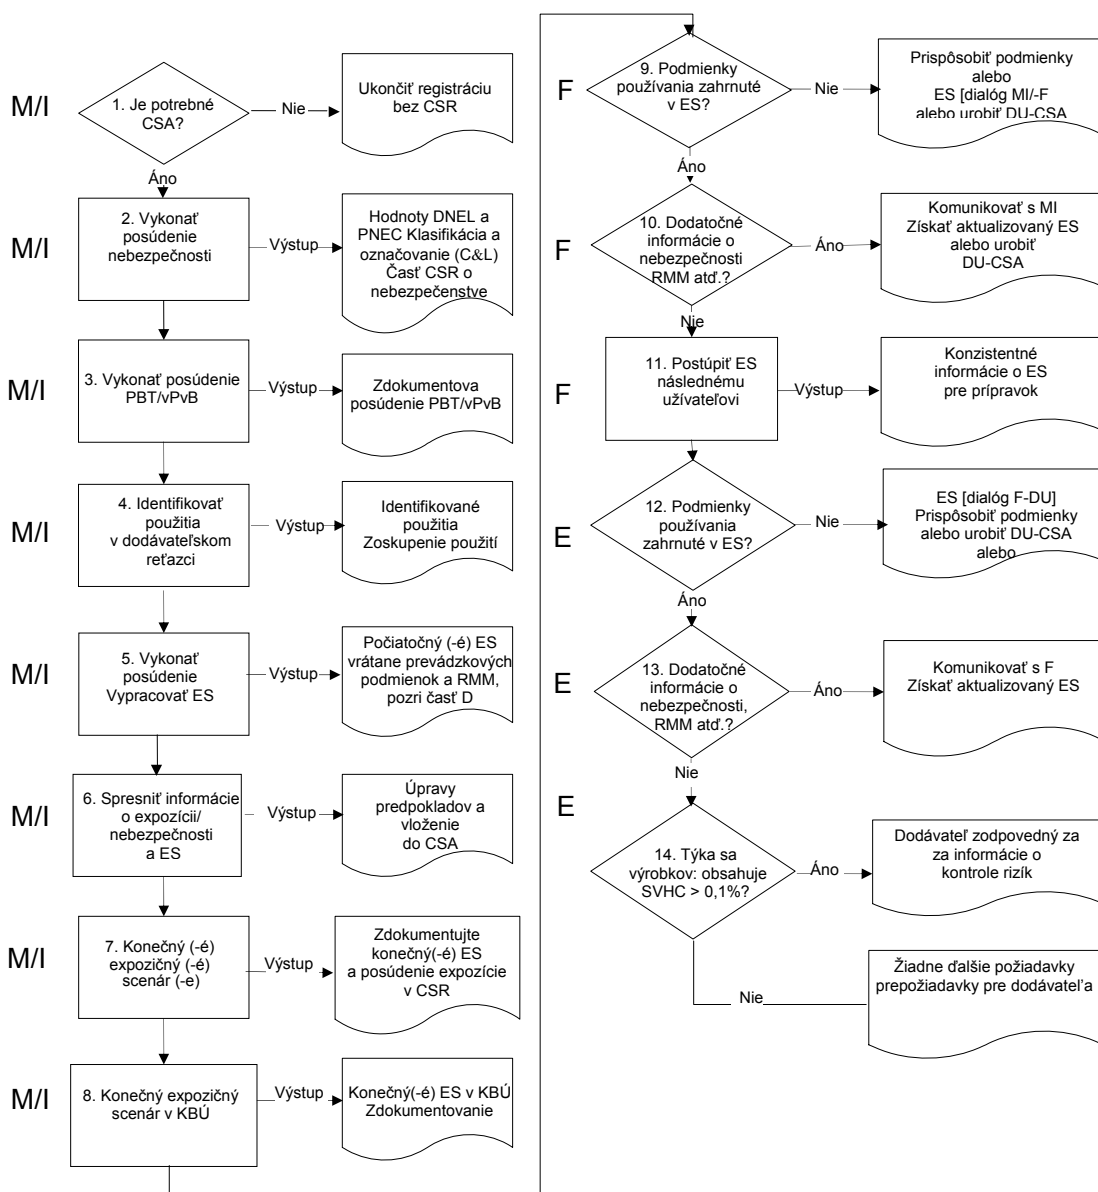 M/I
1. Je potrebné
CSA?
Nie
Ukončiť registráciu
bez CSR
Áno
M/I
2. Vykonať
posúdenie
nebezpečnosti
Výstup
Hodnoty DNEL a
PNEC Klasifikácia a
označovanie (C&L)
Časť CSR o
nebezpečenstve
M/I
3. Vykonať posúdenie
PBT/vPvB
Výstup
Zdokumentova
posúdenie PBT/vPvB
M/I
4. Identifikovať
použitia
v dodávateľskom
reťazci
Výstup
Identifikované
použitia
Zoskupenie použití
M/I
5. Vykonať
posúdenie
Vypracovať ES
Výstup
Počiatočný (-é) ES
vrátane prevádzkových
podmienok a RMM,
pozri časť D
M/I
6. Spresniť informácie
o expozícii/
nebezpečnosti
a ES
Výstup
Úpravy
predpokladov a
vloženie
do CSA
M/I
7. Konečný (-é)
expozičný (-é)
scenár (-e)
Výstup
Zdokumentujte
konečný(-é) ES
a posúdenie expozície
v CSR
M/I
8. Konečný expozičný
scenár v KBÚ
Výstup
Konečný(-é) ES v KBÚ
Zdokumentovanie
F
9. Podmienky
používania zahrnuté
v ES?
Nie
Prispôsobiť podmienky
alebo
ES [dialóg MI/-F
alebo urobiť DU-CSA
Áno
F
10. Dodatočné
informácie o
nebezpečnosti
RMM atď.?
Áno
Komunikovať s MI
Získať aktualizovaný ES
alebo urobiť
DU-CSA
Nie
F
11. Postúpiť ES
následnému
užívateľovi
Výstup
Konzistentné
informácie o ES
pre prípravok
E
12. Podmienky
používania
zahrnuté v ES?
Nie
ES [dialóg F-DU]
Prispôsobiť podmienky
alebo urobiť DU-CSA
alebo
Áno
E
13. Dodatočné
informácie o
nebezpečnosti,
RMM atď.?
Áno
Komunikovať s F
Získať aktualizovaný ES
Nie
E
14. Týka sa
výrobkov: obsahuje
SVHC > 0,1%?
Áno
Dodávateľ zodpovedný za
za informácie o
kontrole rizík
Nie
Žiadne ďalšie požiadavky
prepožiadavky pre dodávateľa